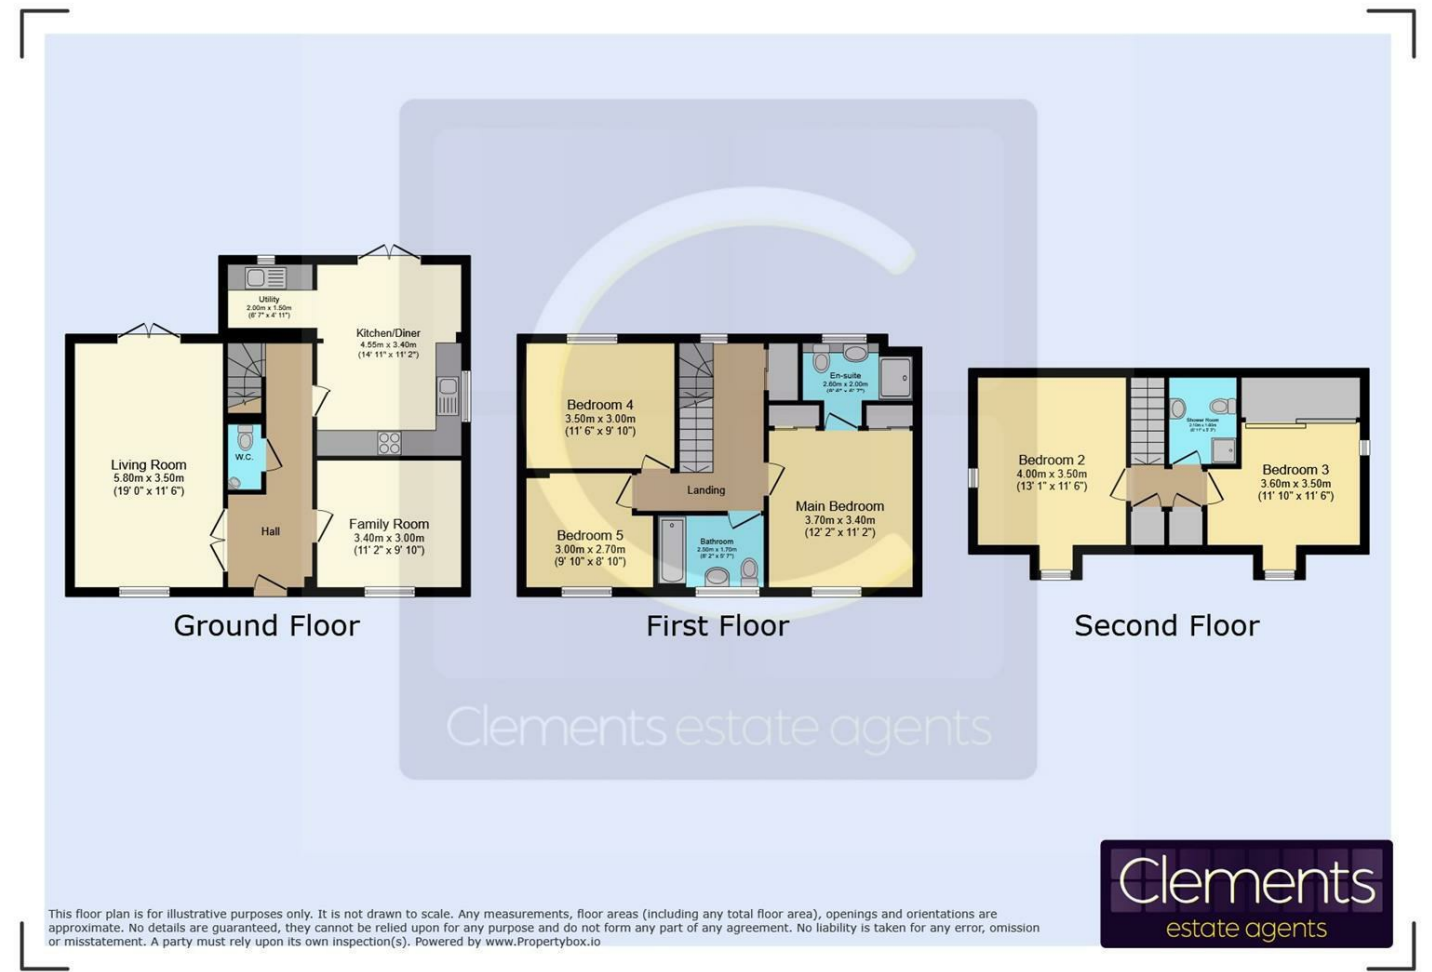 Utility
2.00m x 1.50m
(6' 7" x 4' 11")
Kitchen/Diner
4.55m x 3.40m
(14' 11" x 11' 2")
W.C.
Living Room
5.80m x 3.50m
(19' 0" x 11' 6")
Hall
Family Room
3.40m x 3.00m
(11' 2" x 9' 10")
Ground Floor
En-suite
2.60m x 2.00m
Bedroom 4
3.50m x 3.00m
(11' 6" x 9' 10")
Landing
Main Bedroom
3.70m x 3.40m
(12' 2" x 11' 2")
Bedroom 5
3.00m x 2.70m
(9' 10" x 8' 10")
Bathroom
2.50m x 1.70m
(8' 2" x 5' 7")
First Floor
Shower Room
Bedroom 2
4.00m x 3.50m
(13' 1" x 11' 6")
Bedroom 3
3.60m x 3.50m
(11' 10" x 11' 6")
Second Floor
Clements estate agents
This floor plan is for illustrative purposes only. It is not drawn to scale. Any measurements, floor areas (including any total floor area), openings and orientations are
approximate. No details are guaranteed, they cannot be relied upon for any purpose and do not form any part of any agreement. No liability is taken for any error, omission
or misstatement. A party must rely upon its own inspection(s). Powered by www.Propertybox.io
Clements
estate agents